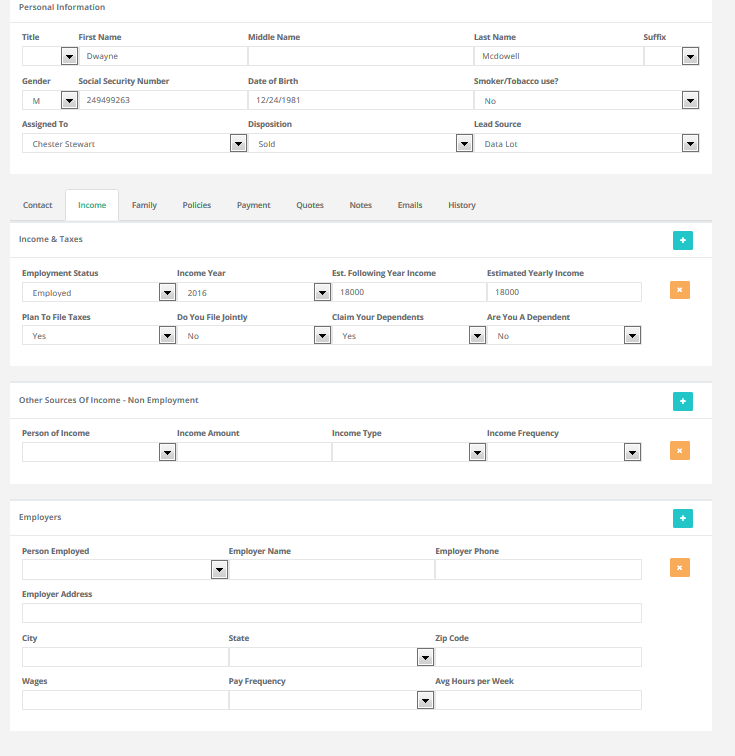 Personal Information
Title First Name Middle Name Last Name Suffix
Dwayne Mcdowell
Gender Social Security Number Date of Birth Smoker/Tobacco use?
M 249499263 12/24/1981 No
Assigned To Disposition Lead Source
Chester Stewart Sold Data Lot
Contact Income Family Policies Payment Quotes Notes Emails History
Income & Taxes
Employment Status Income Year Est. Following Year Income Estimated Yearly Income
Employed 2016 18000 18000
Plan To File Taxes Do You File Jointly Claim Your Dependents Are You A Dependent
Yes No Yes No
Other Sources Of Income - Non Employment
Person of Income Income Amount Income Type Income Frequency
Employers
Person Employed Employer Name Employer Phone
Employer Address
City State Zip Code
Wages Pay Frequency Avg Hours per Week